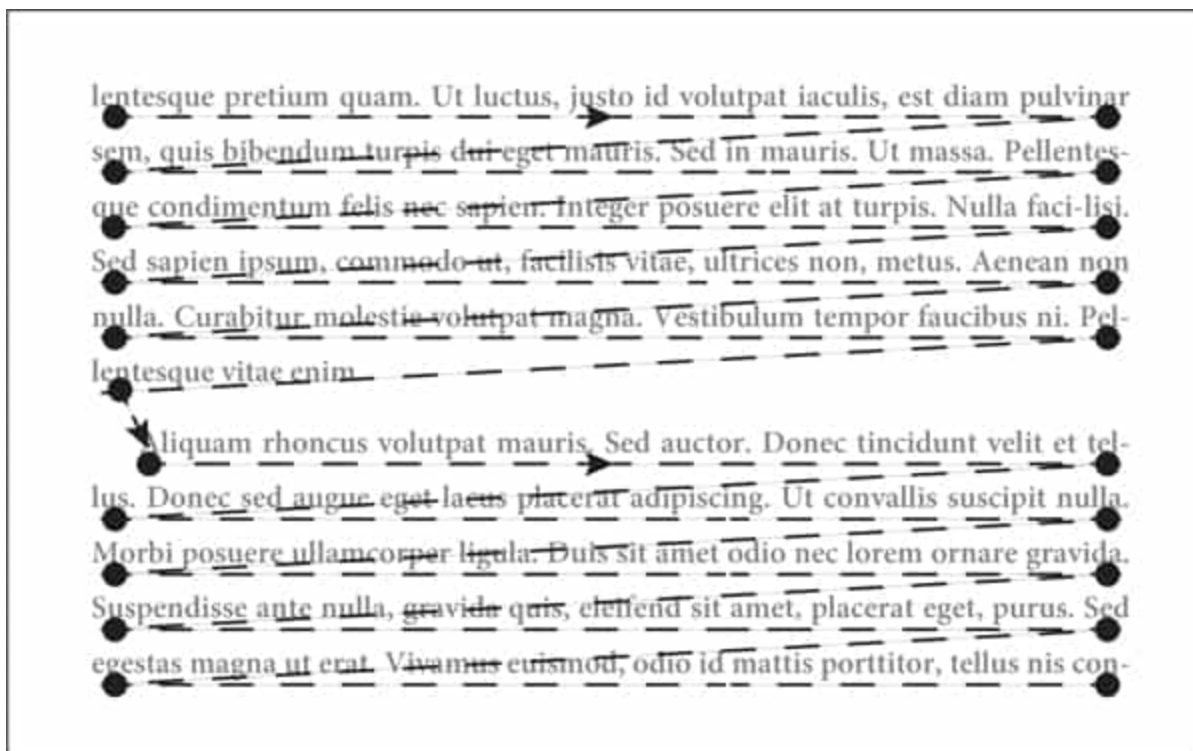 lentesque pretium quam. Ut luctus, justo id volutpat iaculis, est diam pulvinar
sem, quis bibendum turpis dui eget mauris. Sed in mauris. Ut massa. Pellentes-
que condimentum felis nec sapien. Integer posuere elit at turpis. Nulla faci-lisi.
Sed sapien ipsum, commodo ut, facilisis vitae, ultrices non, metus. Aenean non
nulla. Curabitur molestie volutpat magna. Vestibulum tempor faucibus ni. Pel-
lentesque vitae enim
Aliquam rhoncus volutpat mauris. Sed auctor. Donec tincidunt velit et tel-
lus. Donec sed augue eget lacus placerat adipiscing. Ut convallis suscipit nulla.
Morbi posuere ullamcorper ligula. Duis sit amet odio nec lorem ornare gravida.
Suspendisse ante nulla, gravida quis, eleifend sit amet, placerat eget, purus. Sed
egestas magna ut erat. Vivamus euismod, odio id mattis porttitor, tellus nis con-